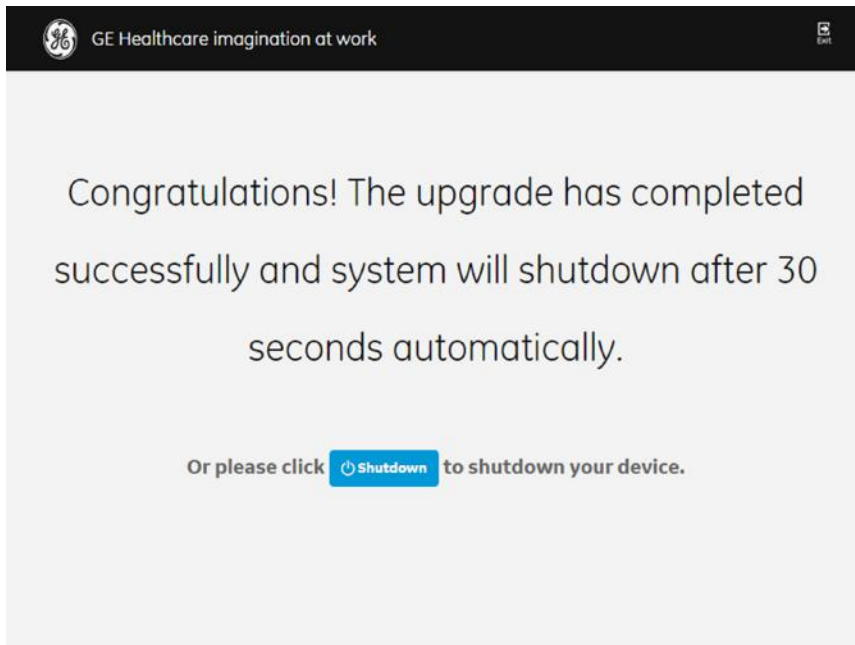 GE Healthcare imagination at work
Exit
Congratulations! The upgrade has completed
successfully and system will shutdown after 30
seconds automatically.
Or please click Shutdown to shutdown your device.